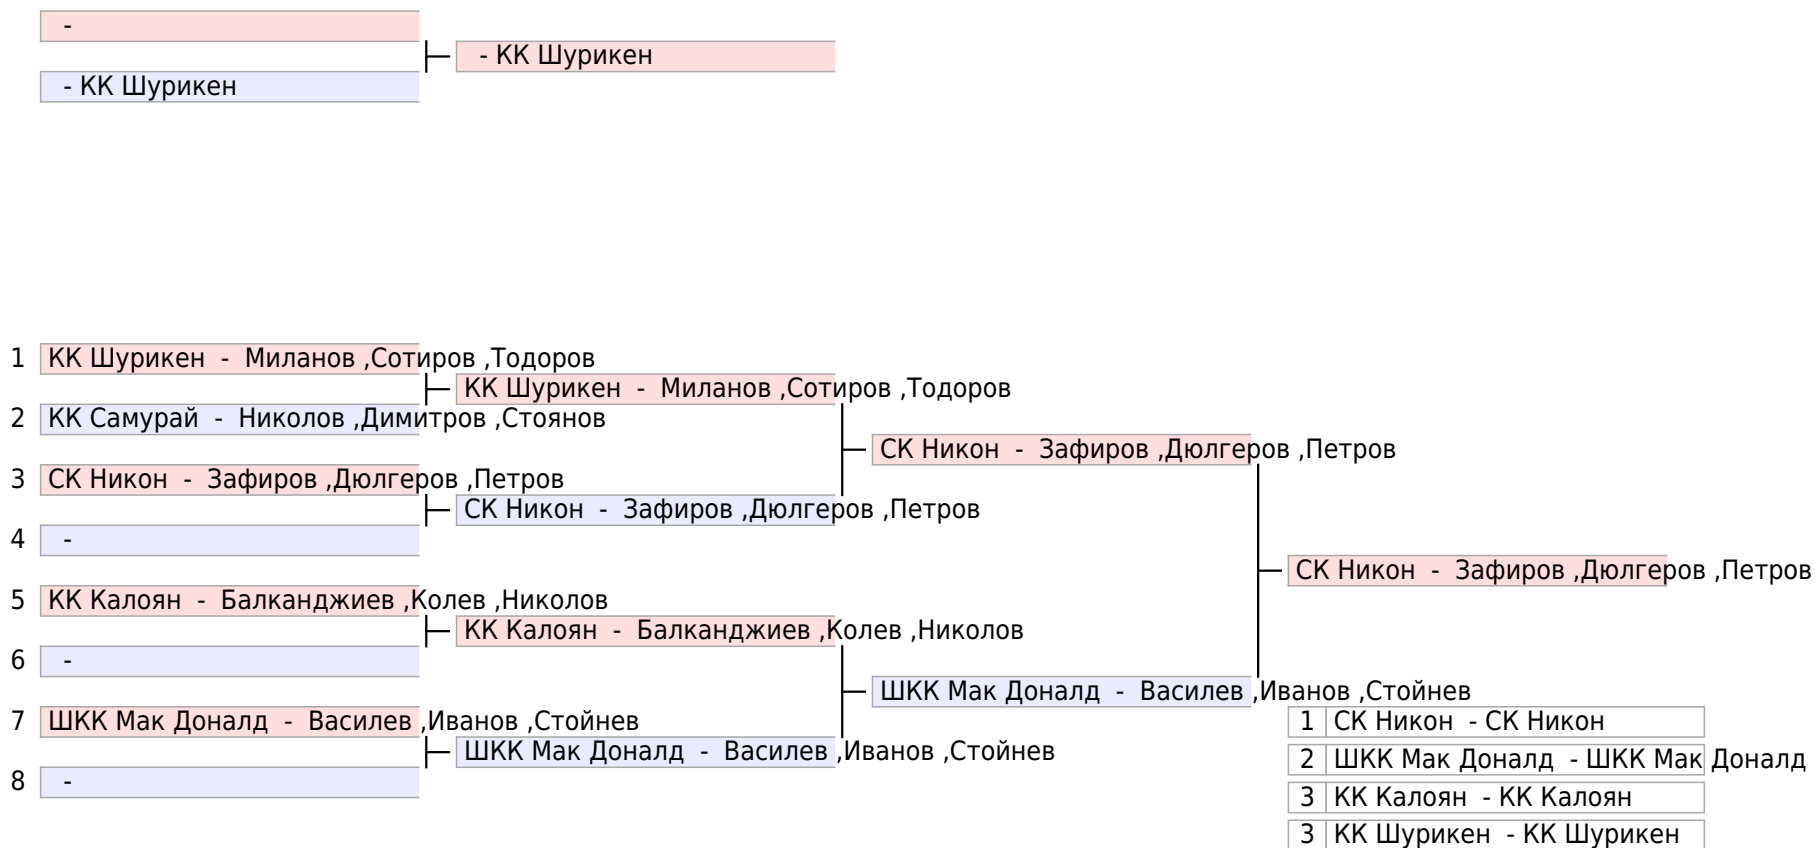 -
- КК Шурикен
- КК Шурикен
1 КК Шурикен - Миланов ,Сотиров ,Тодоров
КК Шурикен - Миланов ,Сотиров ,Тодоров
2 КК Самурай - Николов ,Димитров ,Стоянов
СК Никон - Зафиров ,Дюлгеров ,Петров
3 СК Никон - Зафиров ,Дюлгеров ,Петров
СК Никон - Зафиров ,Дюлгеров ,Петров
4 -
СК Никон - Зафиров ,Дюлгеров ,Петров
5 КК Калоян - Балканджиев ,Колев ,Николов
КК Калоян - Балканджиев ,Колев ,Николов
6 -
ШКК Мак Доналд - Василев ,Иванов ,Стойнев
7 ШКК Мак Доналд - Василев ,Иванов ,Стойнев
1 СК Никон - СК Никон
ШКК Мак Доналд - Василев ,Иванов ,Стойнев
2 ШКК Мак Доналд - ШКК Мак Доналд
8 -
3 КК Калоян - КК Калоян
3 КК Шурикен - КК Шурикен